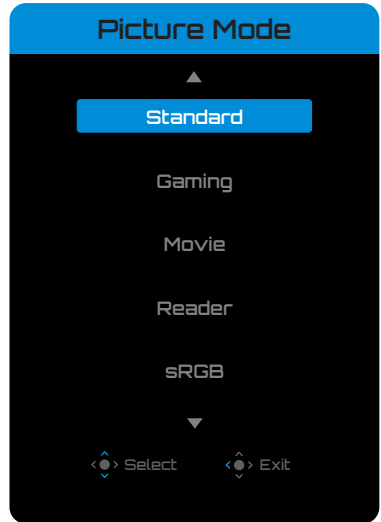 Picture Mode
Standard
Gaming
Movie
Reader
sRGB
Select Exit